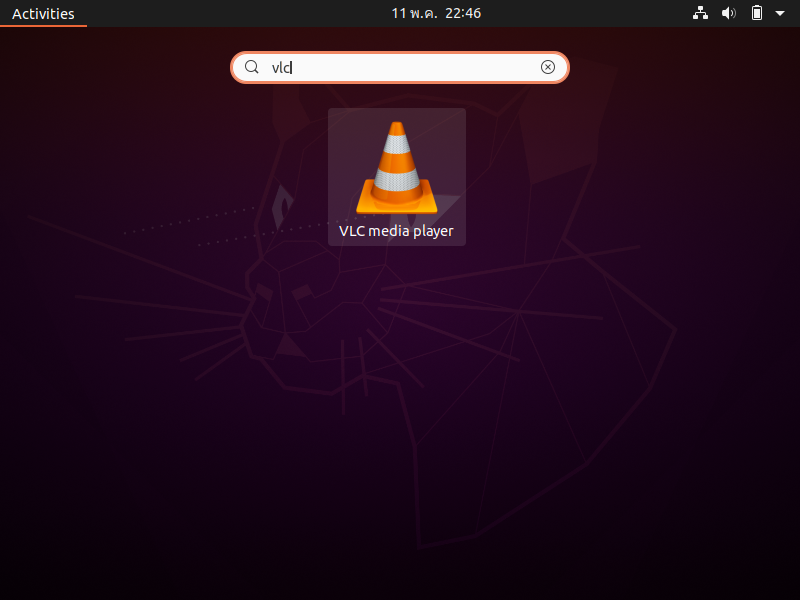 Activities
11 พ.ค. 22:46
vlc
VLC media player